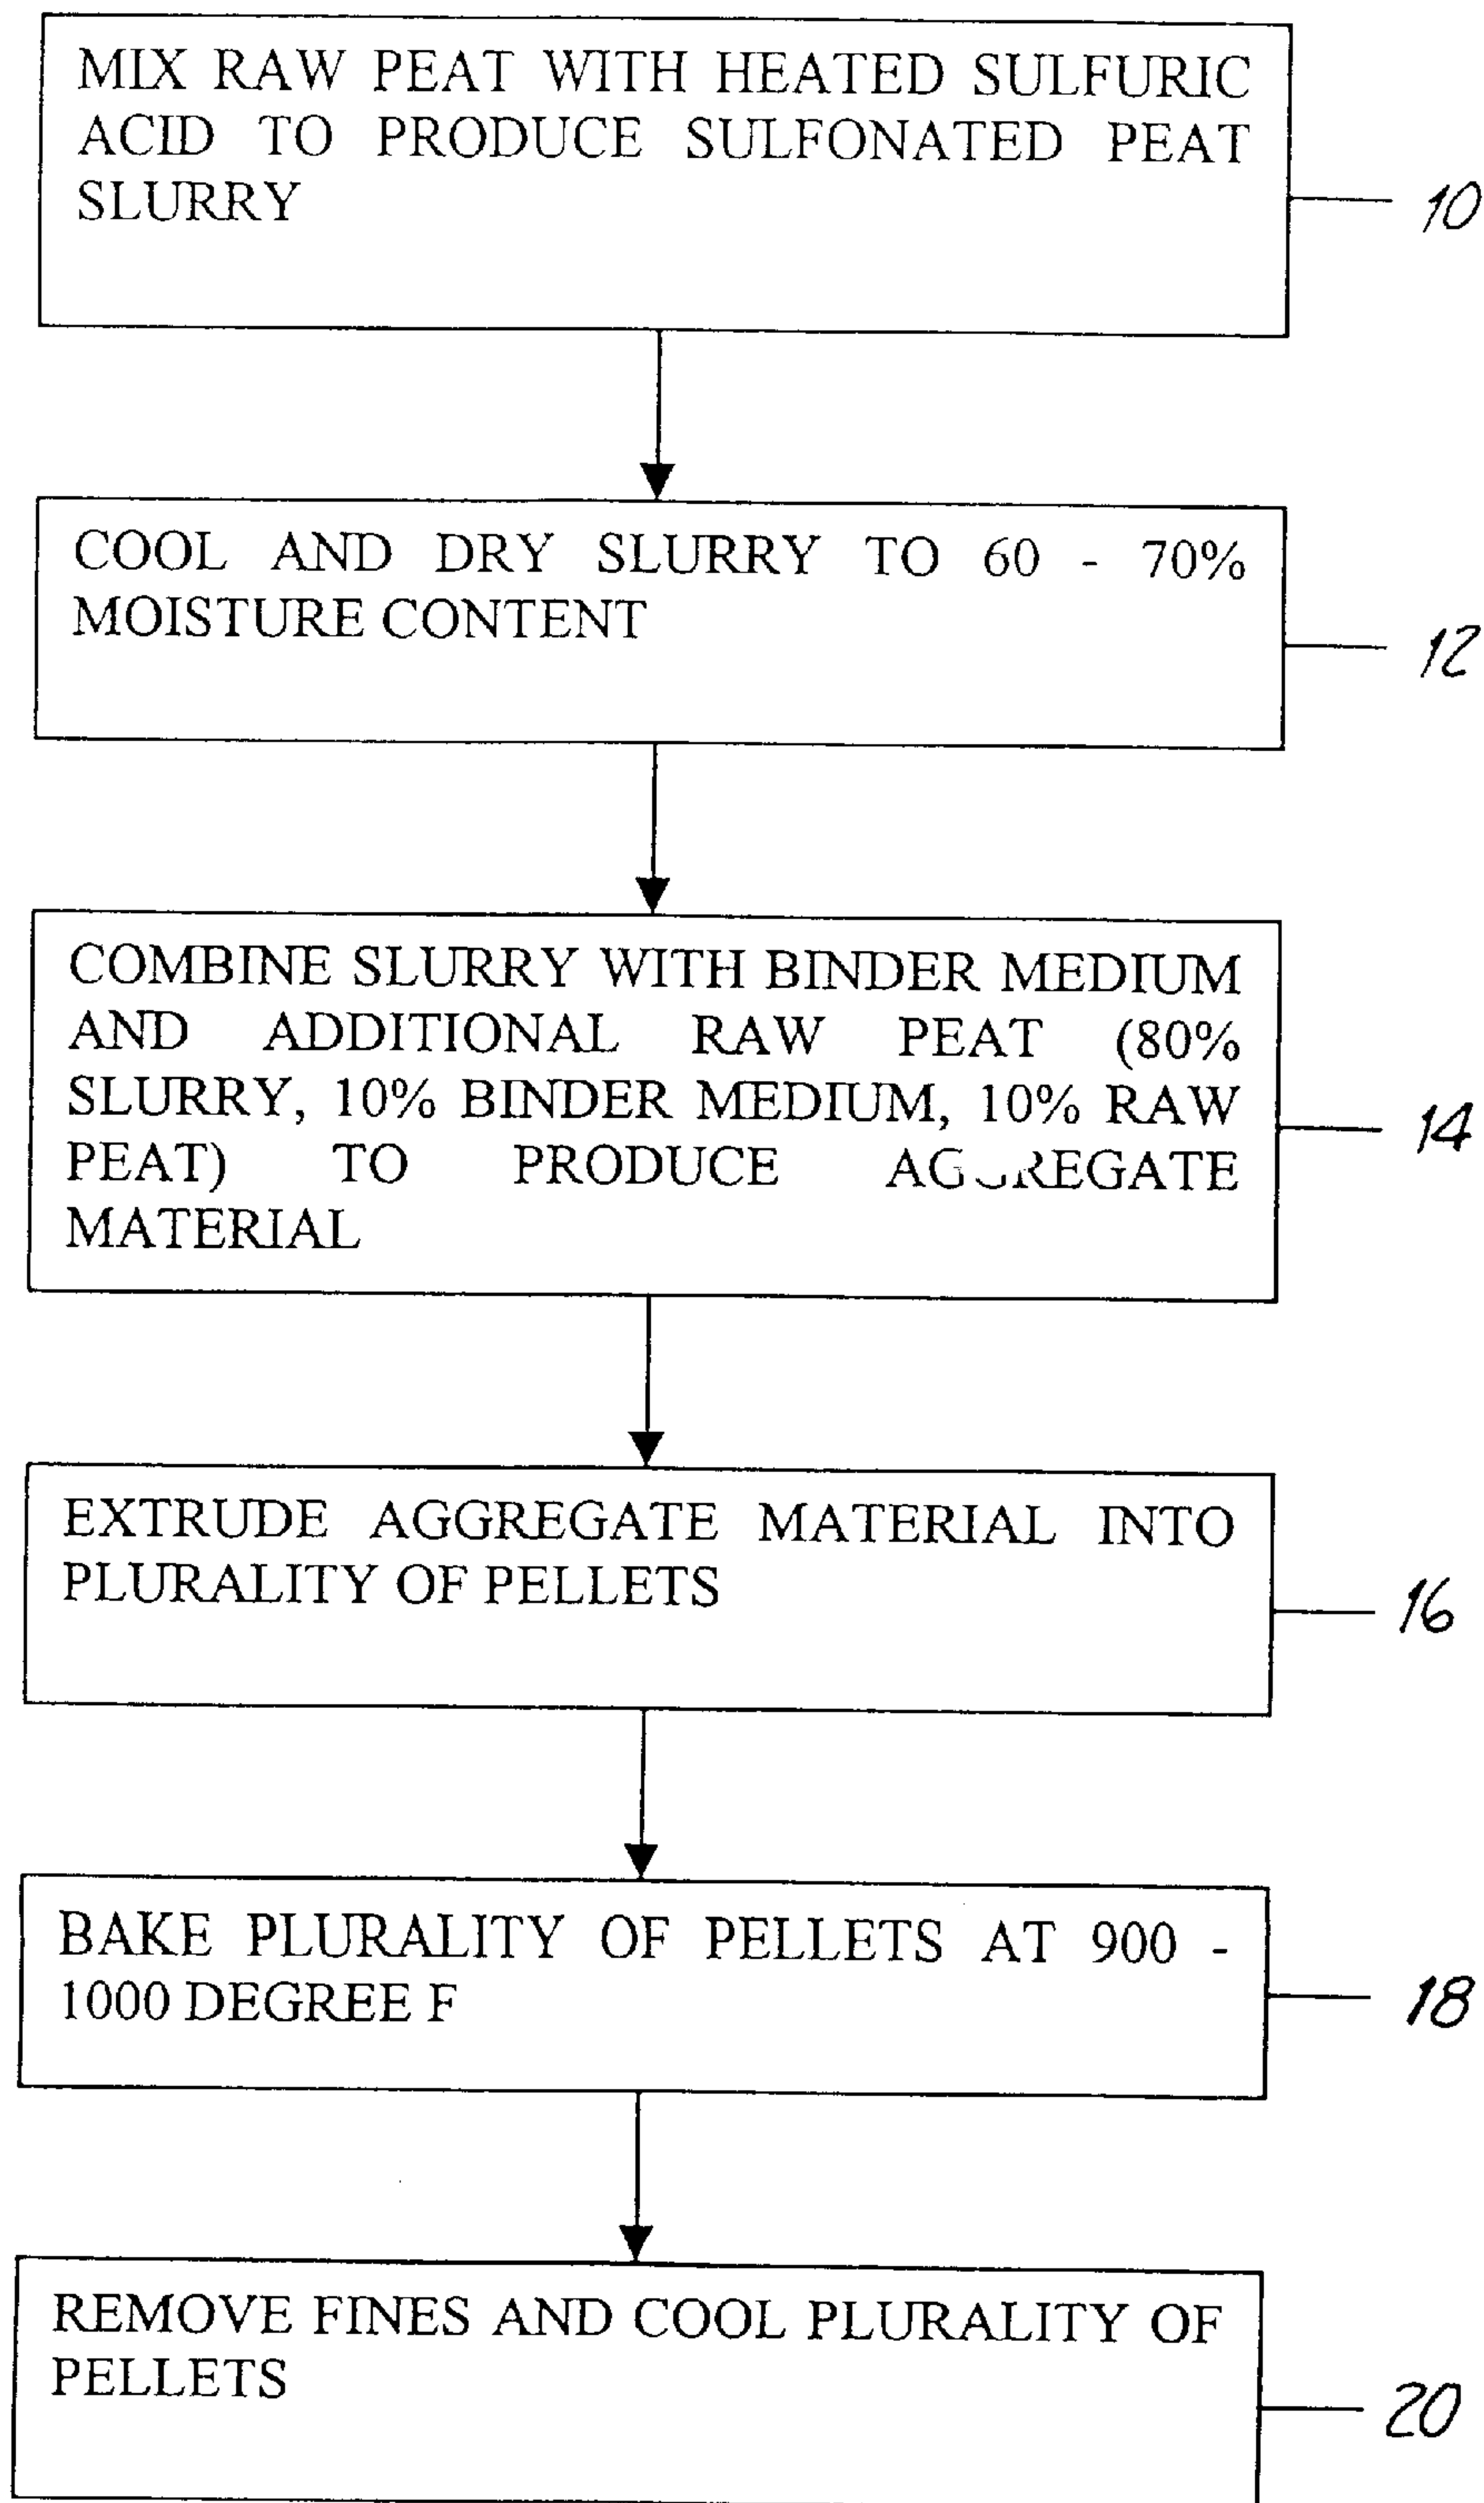 MIX RAW PEAT WITH HEATED SULFURIC
ACID TO PRODUCE SULFONATED PEAT
SLURRY
10
COOL AND DRY SLURRY TO 60 - 70%
MOISTURE CONTENT
12
COMBINE SLURRY WITH BINDER MEDIUM
AND ADDITIONAL RAW PEAT (80%
SLURRY, 10% BINDER MEDIUM, 10% RAW
PEAT) TO PRODUCE AGGREGATE
MATERIAL
14
EXTRUDE AGGREGATE MATERIAL INTO
PLURALITY OF PELLETS
16
BAKE PLURALITY OF PELLETS AT 900 -
1000 DEGREE F
18
REMOVE FINES AND COOL PLURALITY OF
PELLETS
20